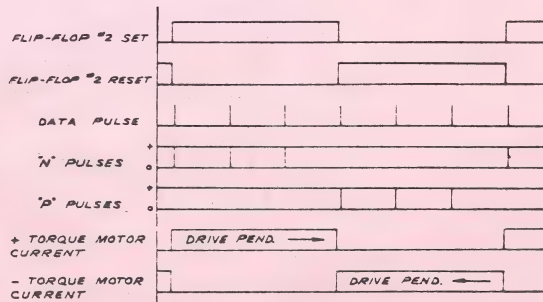 FLIP-FLOP #2 SET
FLIP-FLOP #2 RESET
DATA PULSE
+
"N" PULSES
0
+
"P" PULSES
0
+ TORQUE MOTOR
CURRENT
DRIVE PEND. →
- TORQUE MOTOR
CURRENT
DRIVE PEND. ←